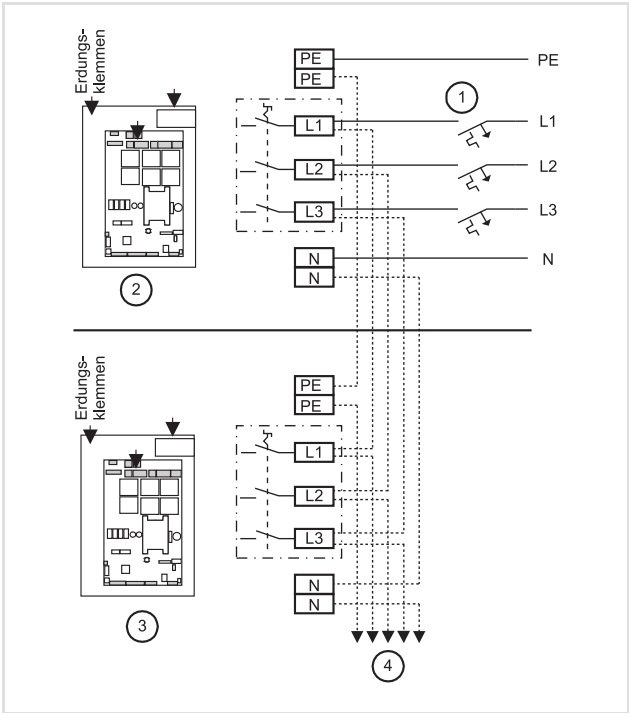 Erdungs-
klemmen
PE
PE
PE
1
L1
L1
L2
L2
L3
L3
N
N
N
2
Erdungs-
klemmen
PE
PE
L1
L2
L3
N
N
3
4